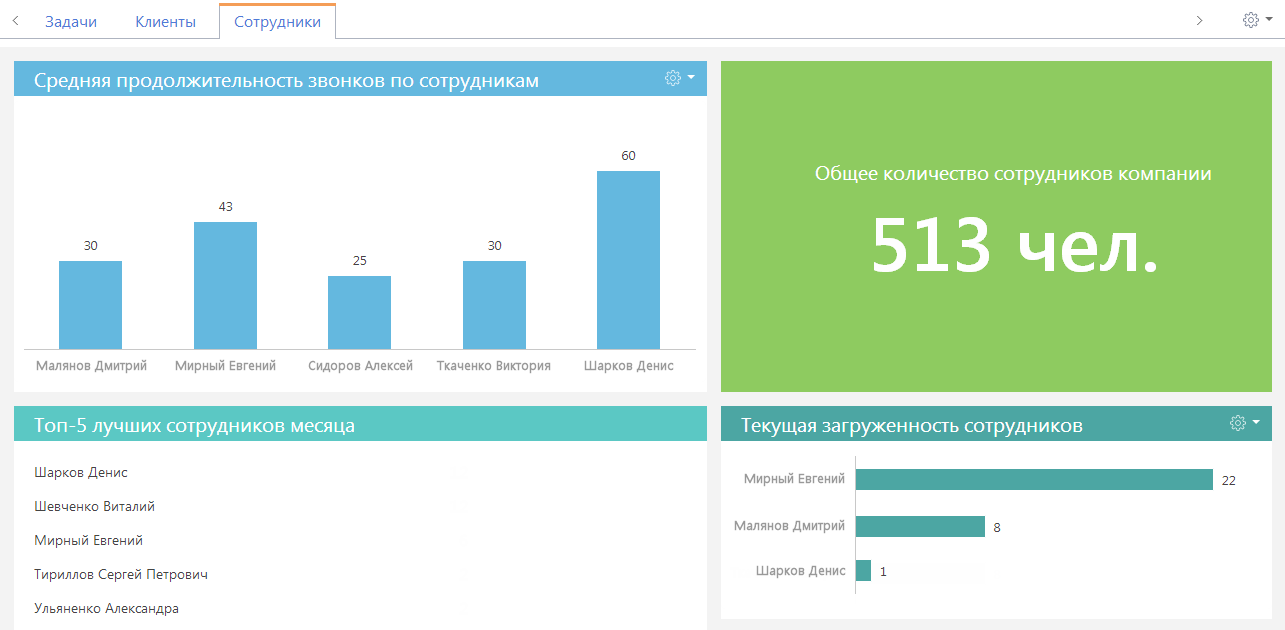 Задачи Клиенты Сотрудники
Средняя продолжительность звонков по сотрудникам
60
43
30
30
25
Малянов Дмитрий Мирный Евгений Сидоров Алексей Ткаченко Виктория Шарков Денис
Общее количество сотрудников компании
513 чел.
Топ-5 лучших сотрудников месяца
Шарков Денис
Шевченко Виталий
Мирный Евгений
Тириллов Сергей Петрович
Ульяненко Александра
Текущая загруженность сотрудников
Мирный Евгений 22
Малянов Дмитрий 8
Шарков Денис 1